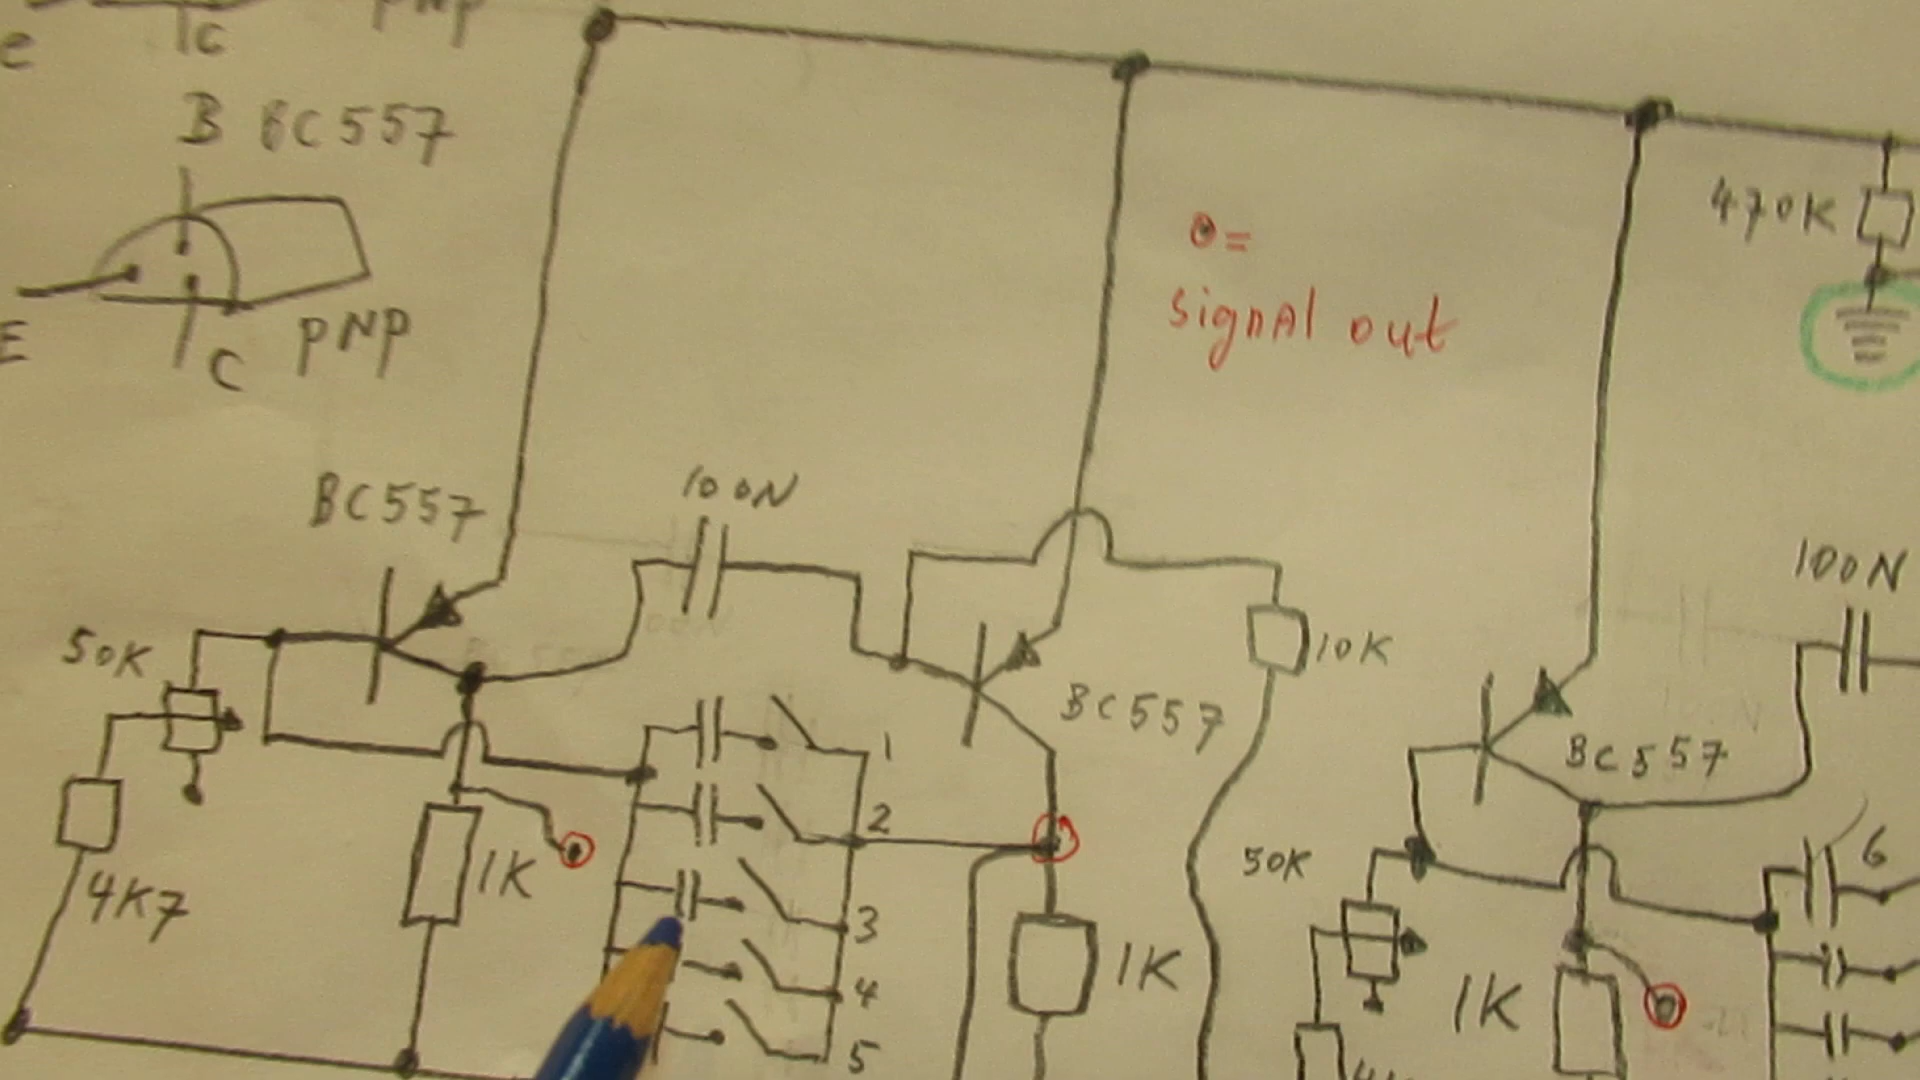 PNP
e
C
B BC557
E
C
PNP
470K
0=
signal out
BC557
100N
100N
50K
10K
BC557
BC557
1
2
50K
6
4K7
1K
3
1K
1K
4
5